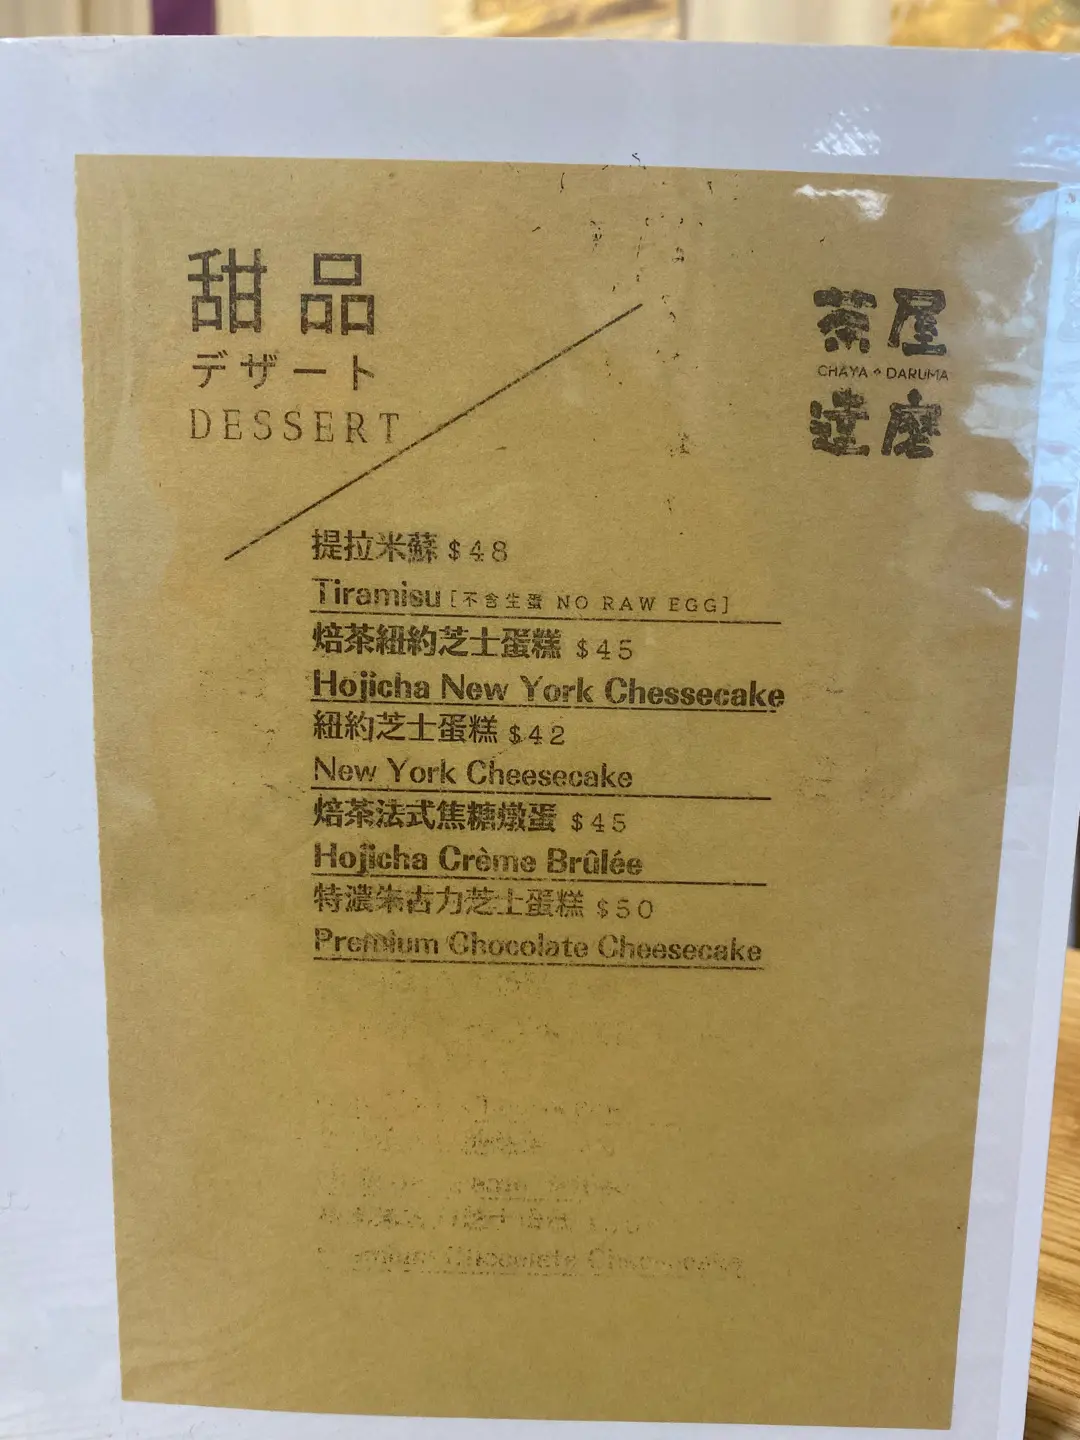 甜品
デザート
DESSERT
茶屋
CHAYA DARUMA
達磨
提拉米蘇 $48
Tiramisu [不含生蛋 NO RAW EGG]
焙茶紐約芝士蛋糕 $45
Hojicha New York Chessecake
紐約芝士蛋糕 $42
New York Cheesecake
焙茶法式焦糖燉蛋 $45
Hojicha Crème Brûlée
特濃朱古力芝士蛋糕 $50
Premium Chocolate Cheesecake